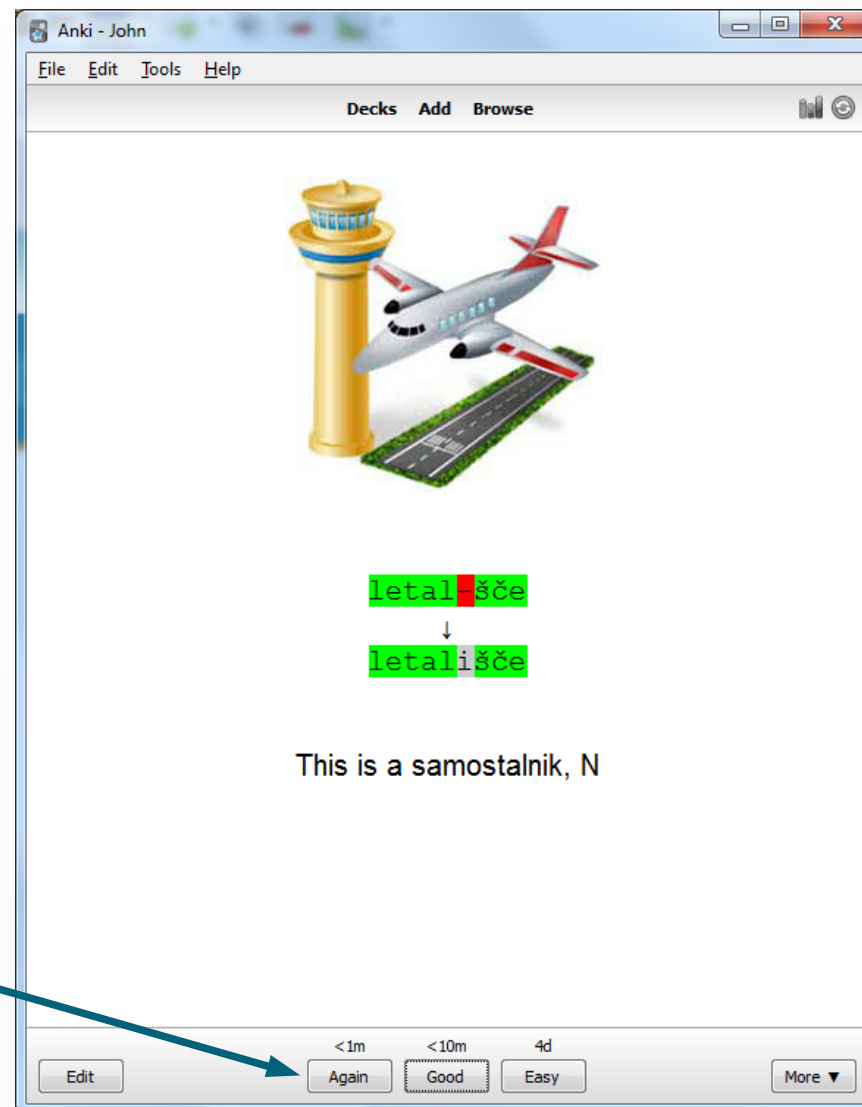 Anki - John
File Edit Tools Help
Decks Add Browse
letal-šče
↓
letališče
This is a samostalnik, N
<1m <10m 4d
Edit Again Good Easy More ▼